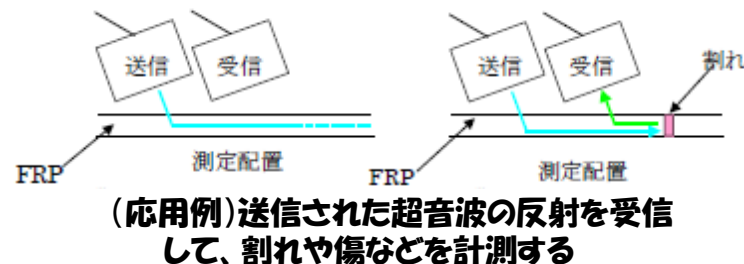 送信
受信
送信
受信
割れ
FRP
測定配置
FRP
測定配置
(応用例)送信された超音波の反射を受信
して、割れや傷などを計測する